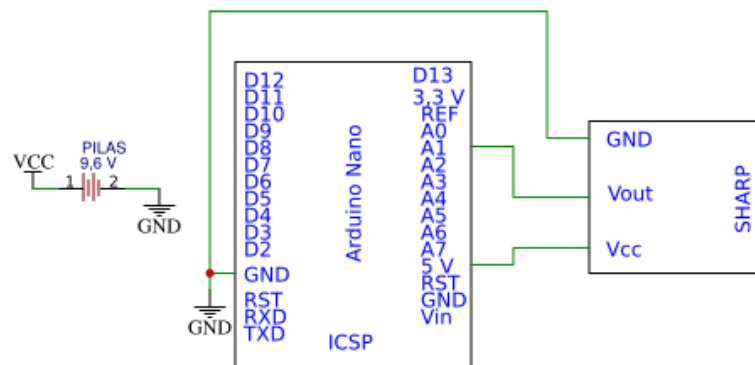 PILAS
9,6 V
VCC
1
2
GND
D12
D11
D10
D9
D8
D7
D6
D5
D4
D3
D2
GND
RST
RXD
TXD
GND
Arduino Nano
ICSP
D13
3,3 V
REF
A0
A1
A2
A3
A4
A5
A6
A7
5 V
RST
GND
Vin
GND
Vout
Vcc
SHARP